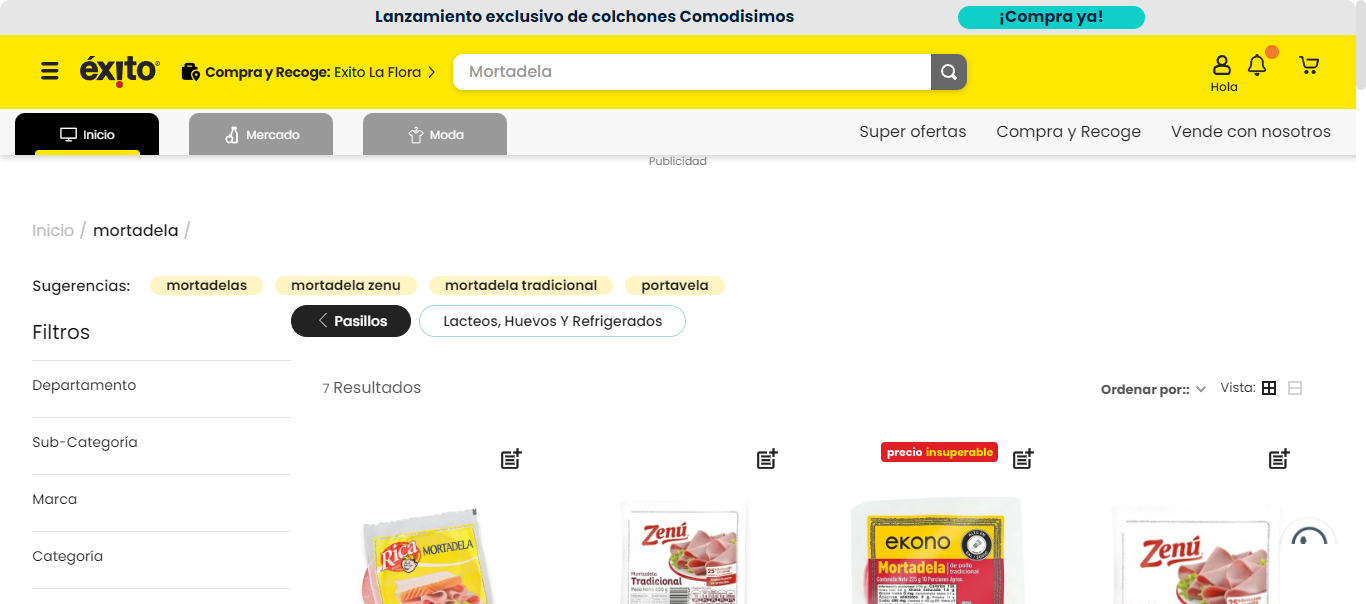 Lanzamiento exclusivo de colchones Comodisimos
¡Compra ya!
éxito
Compra y Recoge: Exito La Flora
Mortadela
Hola
Inicio
Mercado
Moda
Super ofertas
Compra y Recoge
Vende con nosotros
Publicidad
Inicio / mortadela /
Sugerencias:
mortadelas
mortadela zenu
mortadela tradicional
portavela
Filtros
Pasillos
Lacteos, Huevos Y Refrigerados
Departamento
7 Resultados
Ordenar por::
Vista:
Sub-Categoría
Marca
Categoría
precio insuperable
Rica
MORTADELA
Zenú
Mortadela
Tradicional
ekono
Mortadela
de pollo
tradicional
Zenú